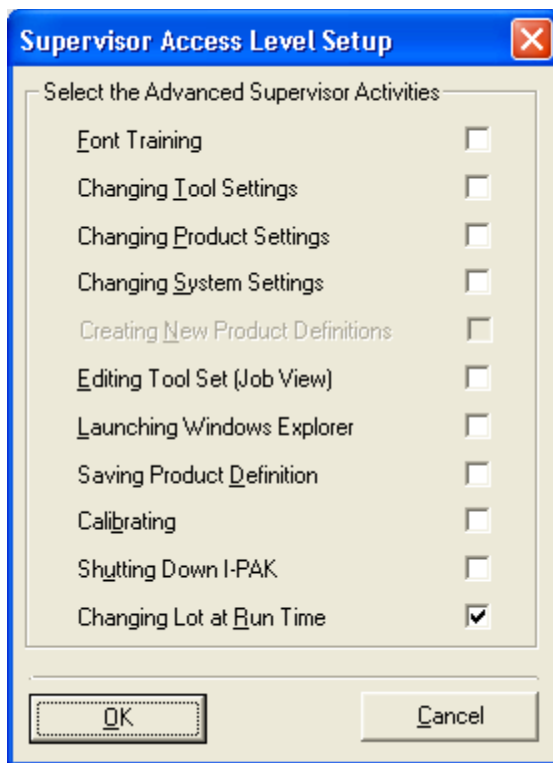 Supervisor Access Level Setup
Select the Advanced Supervisor Activities
Font Training
Changing Tool Settings
Changing Product Settings
Changing System Settings
Creating New Product Definitions
Editing Tool Set (Job View)
Launching Windows Explorer
Saving Product Definition
Calibrating
Shutting Down I-PAK
Changing Lot at Run Time
OK Cancel